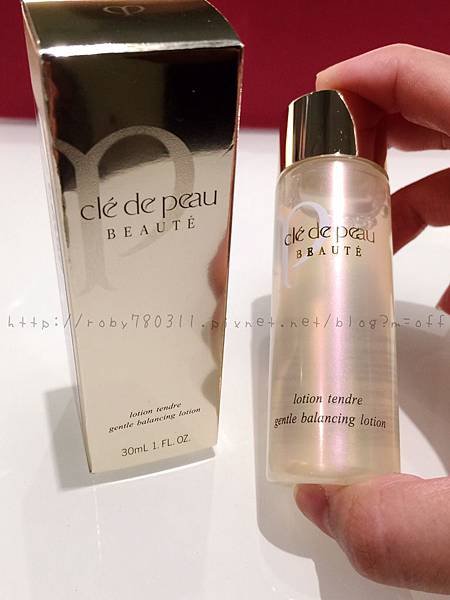 clé de peau
BEAUTÉ
lotion tendre
gentle balancing lotion
30mL 1. FL. OZ.
clé de peau
BEAUTÉ
lotion tendre
gentle balancing lotion
http://roby780311.pixnet.net/blog?m=off